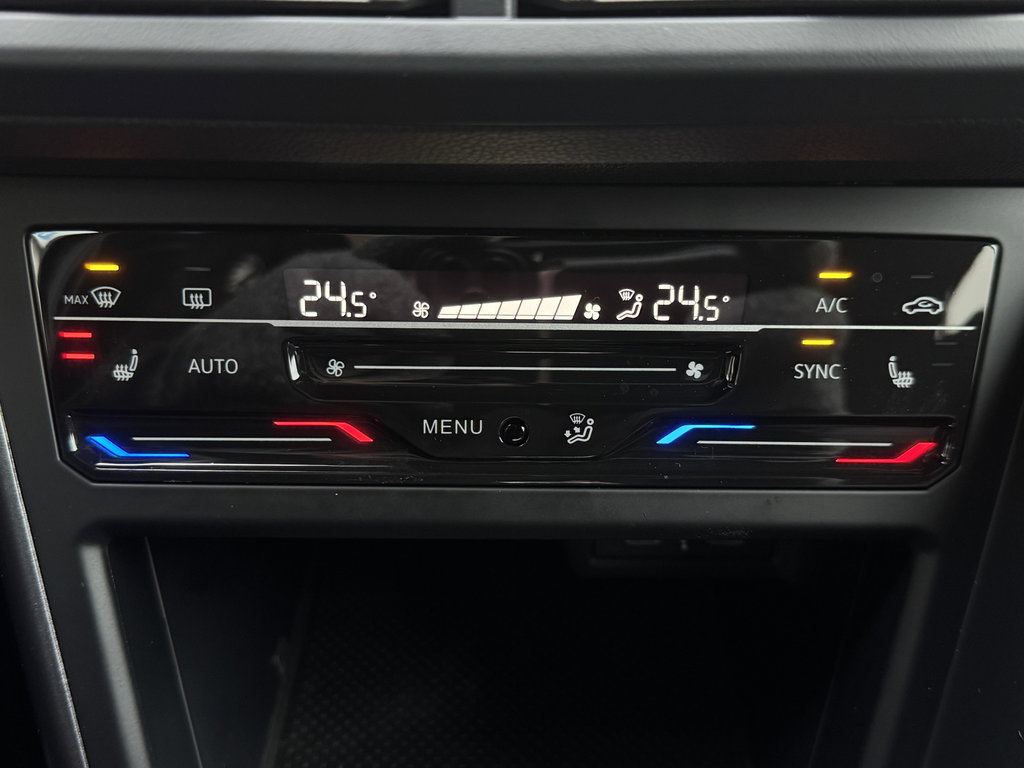 MAX
24.5°
24.5°
A/C
AUTO
SYNC
MENU